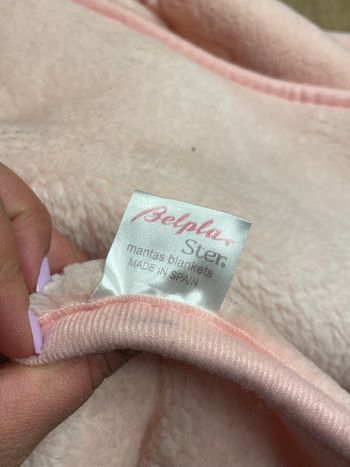 Belpla
Ster.
mantas blankets
MADE IN SPAIN